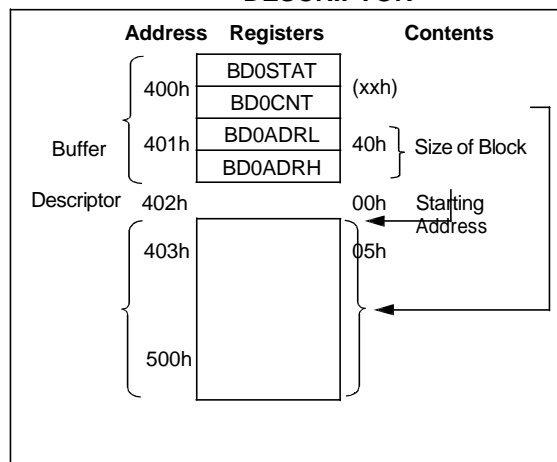 DESCRIPTOR
Address Registers Contents
400h BD0STAT (xxh)
BD0CNT
Buffer 401h BD0ADRL 40h Size of Block
BD0ADRH
Descriptor 402h 00h Starting
Address
403h 05h
500h